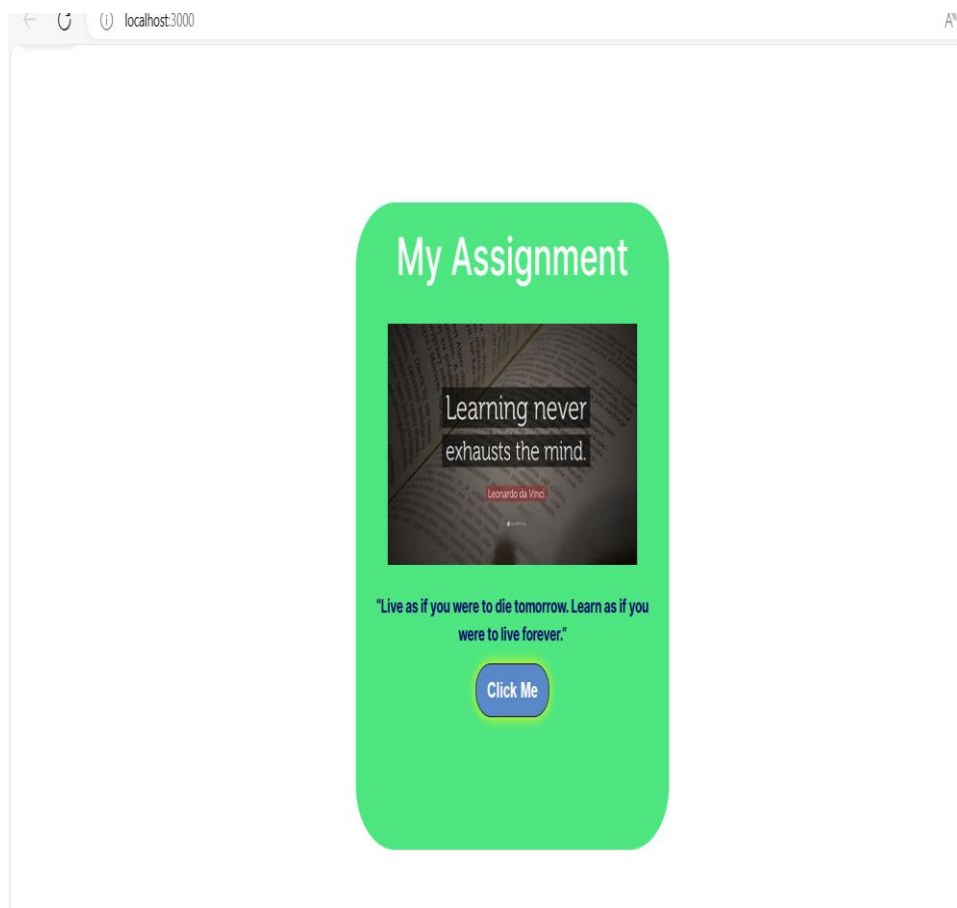 localhost:3000
A
My Assignment
Learning never
exhausts the mind.
Leonardo da Vinci
“Live as if you were to die tomorrow. Learn as if you
were to live forever.”
Click Me